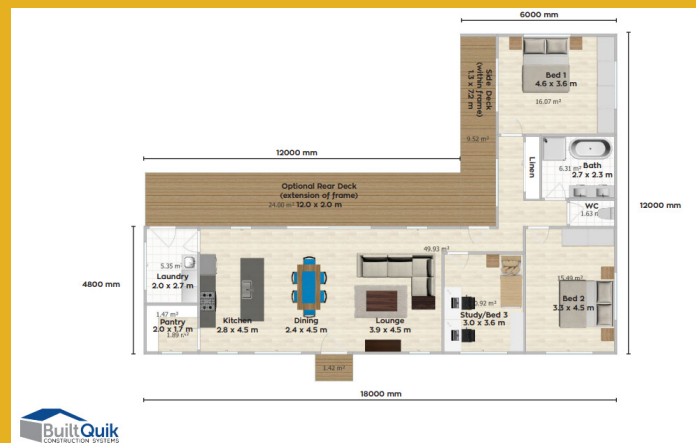 6000 mm
Side Deck
(within frame)
1.3 x 7.2 m
9.52 m²
Bed 1
4.6 x 3.6 m
16.07 m²
12000 mm
Linen
6.31 m²
Bath
2.7 x 2.3 m
WC
1.63
12000 mm
Optional Rear Deck
(extension of frame)
24.00 m² 12.0 x 2.0 m
4800 mm
49.93 m²
5.35 m
Laundry
2.0 x 2.7 m
15.49 m²
Bed 2
3.3 x 4.5 m
0.92 m²
Study/Bed 3
3.0 x 3.6 m
1.47 m²
Pantry
2.0 x 1.7 m
1.89 m²
Kitchen
2.8 x 4.5 m
Dining
2.4 x 4.5 m
Lounge
3.9 x 4.5 m
1.42 m²
18000 mm
BuiltQuik
CONSTRUCTION SYSTEMS